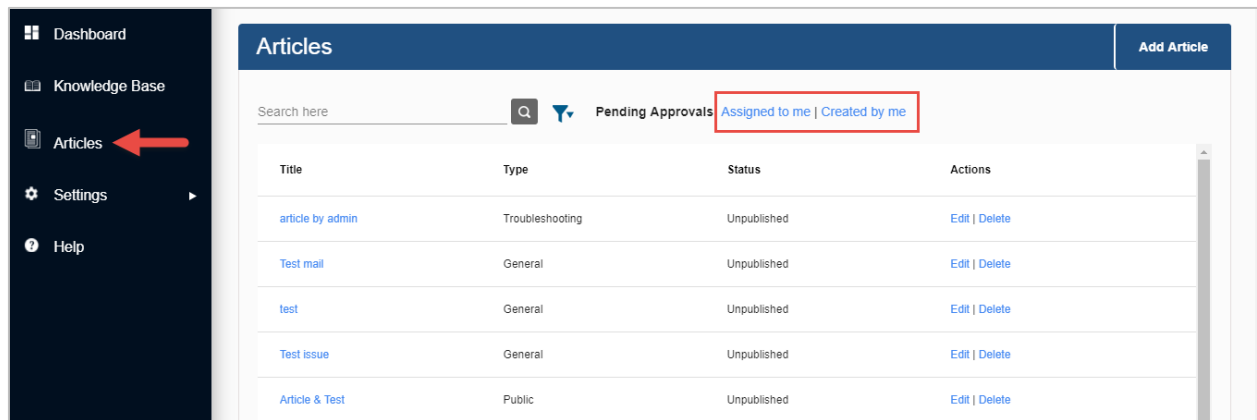 Dashboard
Knowledge Base
Articles
Settings
Help
Articles
Add Article
Search here
Pending Approvals Assigned to me | Created by me
Title Type Status Actions
article by admin Troubleshooting Unpublished Edit | Delete
Test mail General Unpublished Edit | Delete
test General Unpublished Edit | Delete
Test issue General Unpublished Edit | Delete
Article & Test Public Unpublished Edit | Delete